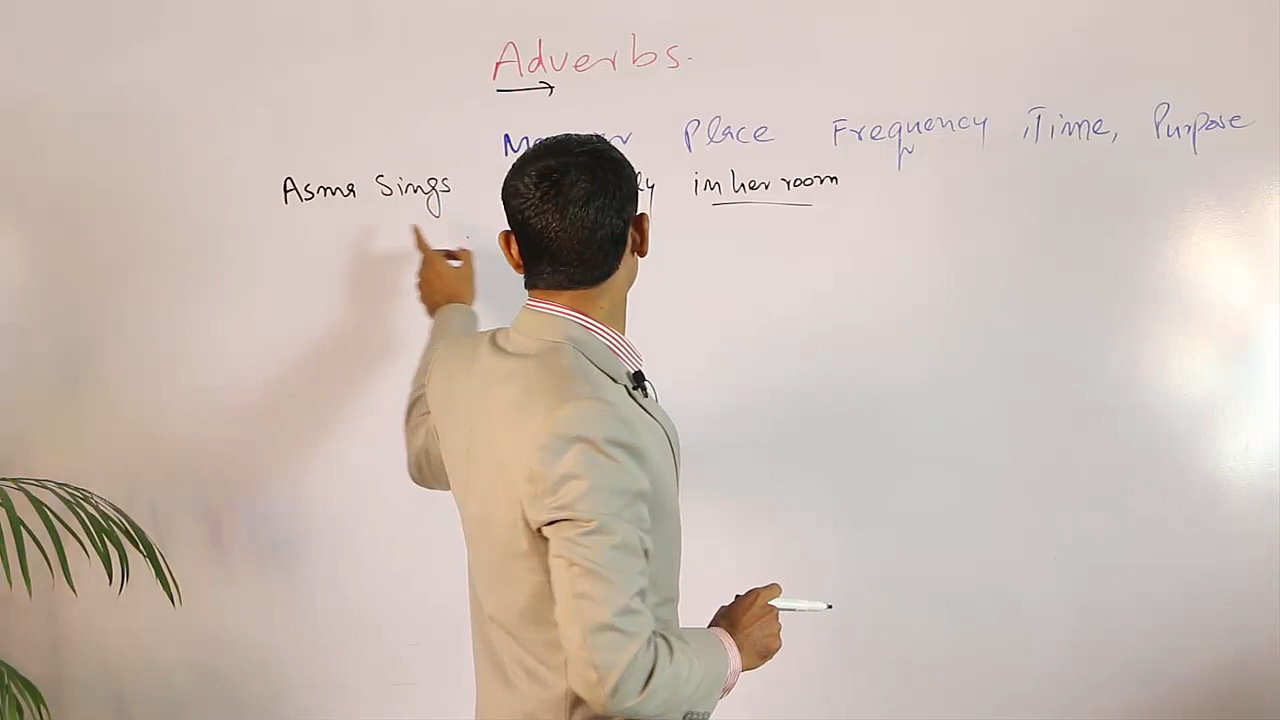 Adverbs.
Place Frequency , Time, Purpose
Asma Sings in her room